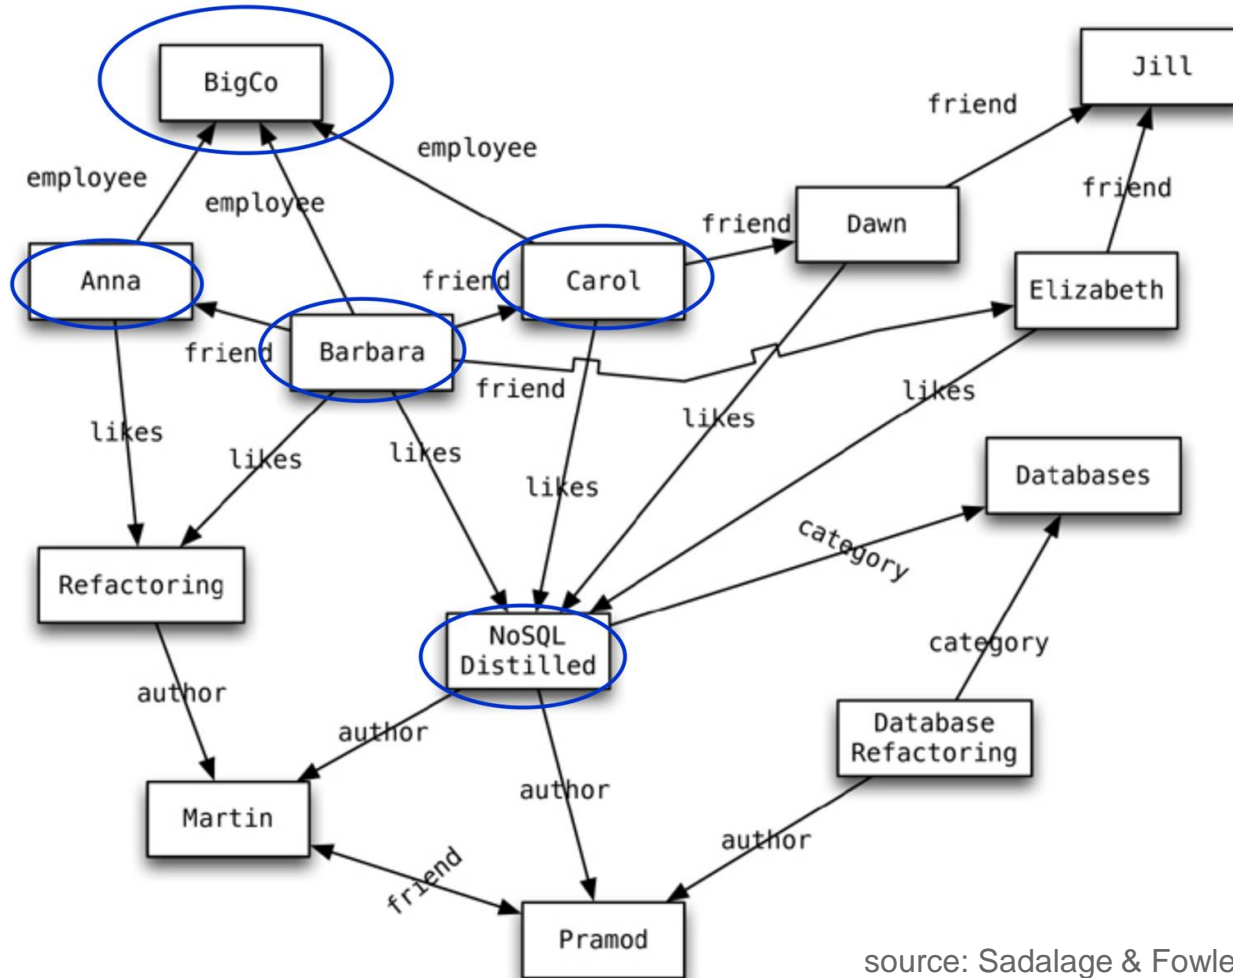 BigCo
Jill
friend
employee
employee
friend
employee
friend
Dawn
Anna
friend
Carol
Elizabeth
friend
Barbara
friend
likes
likes
likes
likes
likes
likes
Databases
category
Refactoring
NoSQL
Distilled
category
author
author
Database
Refactoring
author
Martin
author
friend
Pramod
source: Sadalage & Fowle